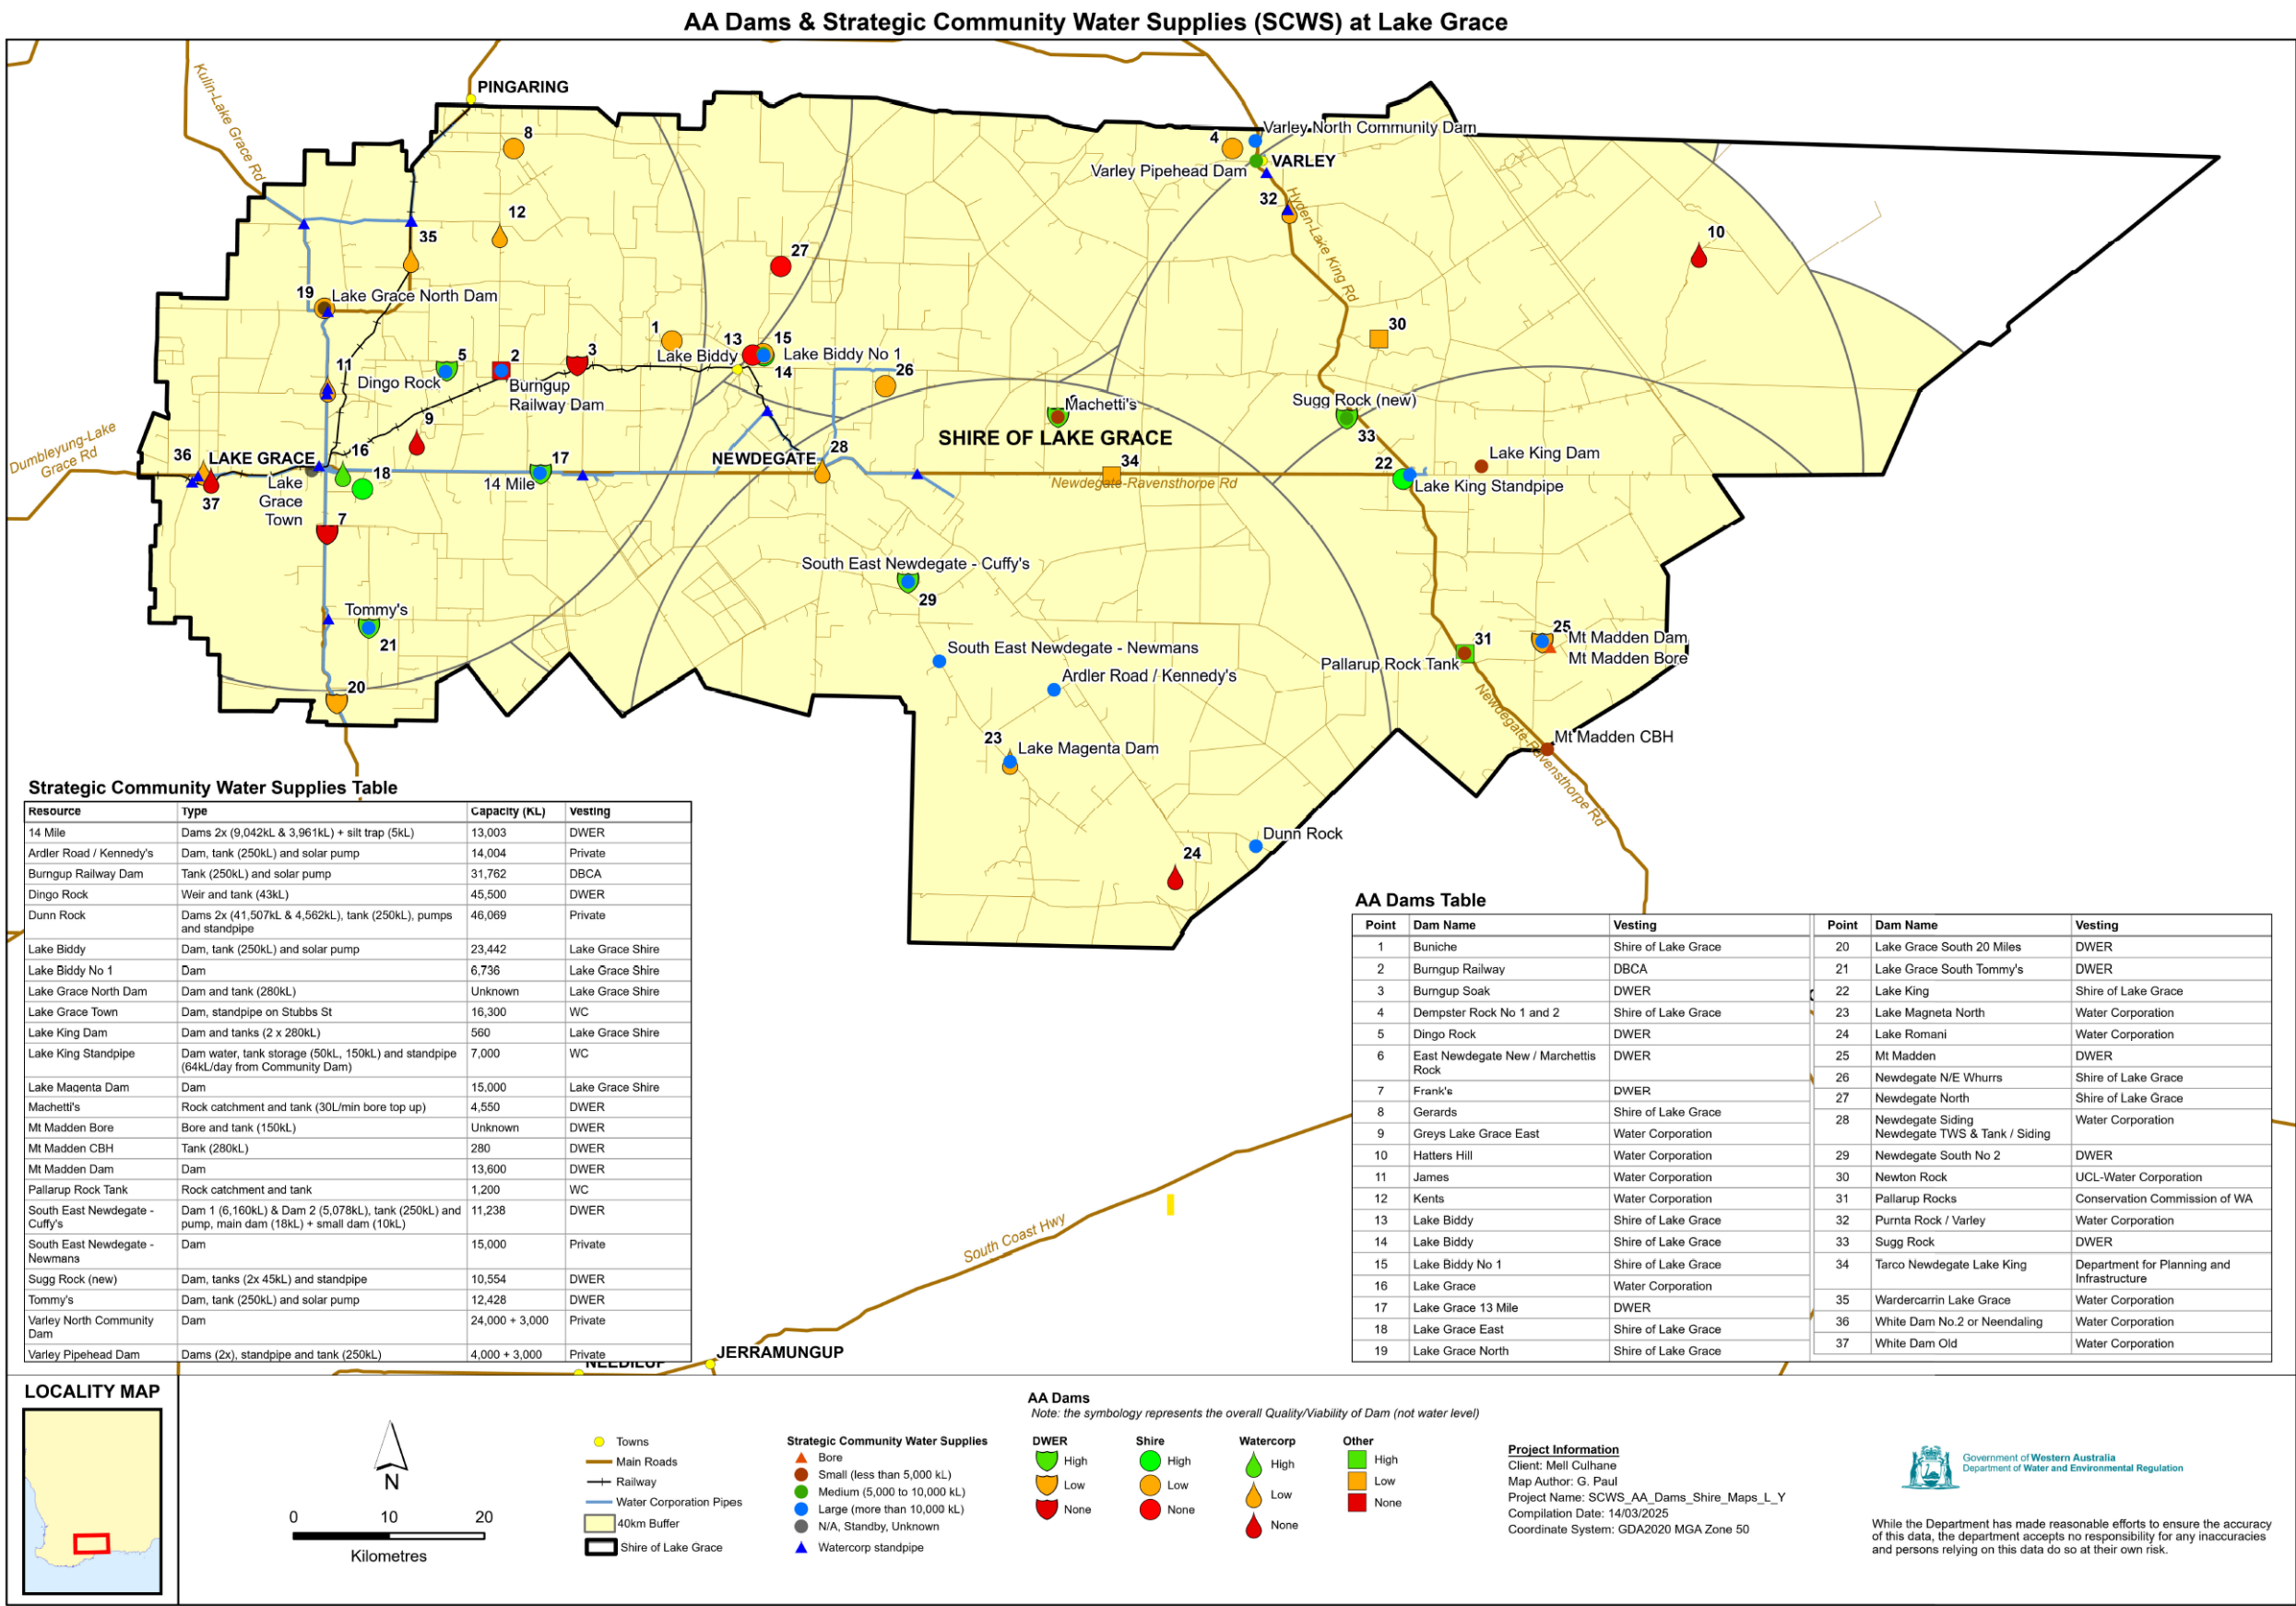 AA Dams & Strategic Community Water Supplies (SCWS) at Lake Grace
Kulin-Lake Grace Rd
PINGARING
8
12
35
19
Lake Grace North Dam
27
4
Varley North Community Dam
VARLEY
Varley Pipehead Dam
32
Hyden-Lake King Rd
10
30
1
13
15
Lake Biddy
Lake Biddy No 1
14
26
11
5
Dingo Rock
2
Burngup
Railway Dam
3
9
Machetti's
Sugg Rock (new)
33
SHIRE OF LAKE GRACE
Dumbleyung-Lake
Grace Rd
36
LAKE GRACE
16
18
37
Lake
Grace
Town
7
17
14 Mile
NEWDEGATE
28
34
Newdegate-Ravensthorpe Rd
22
Lake King Dam
Lake King Standpipe
South East Newdegate - Cuffy's
29
Tommy's
21
20
South East Newdegate - Newmans
Ardler Road / Kennedy's
23
Lake Magenta Dam
31
Pallarup Rock Tank
25
Mt Madden Dam
Mt Madden Bore
Newdegate-Ravensthorpe Rd
Mt Madden CBH
Dunn Rock
24
Strategic Community Water Supplies Table
Resource Type Capacity (KL) Vesting
14 Mile Dams 2x (9,042kL & 3,961kL) + silt trap (5kL) 13,003 DWER
Ardler Road / Kennedy's Dam, tank (250kL) and solar pump 14,004 Private
Burngup Railway Dam Tank (250kL) and solar pump 31,762 DBCA
Dingo Rock Weir and tank (43kL) 45,500 DWER
Dunn Rock Dams 2x (41,507kL & 4,562kL), tank (250kL), pumps 46,069 Private
and standpipe
Lake Biddy Dam, tank (250kL) and solar pump 23,442 Lake Grace Shire
Lake Biddy No 1 Dam 6,736 Lake Grace Shire
Lake Grace North Dam Dam and tank (280kL) Unknown Lake Grace Shire
Lake Grace Town Dam, standpipe on Stubbs St 16,300 WC
Lake King Dam Dam and tanks (2 x 280kL) 560 Lake Grace Shire
Lake King Standpipe Dam water, tank storage (50kL, 150kL) and standpipe 7,000 WC
(64kL/day from Community Dam)
Lake Magenta Dam Dam 15,000 Lake Grace Shire
Machetti's Rock catchment and tank (30L/min bore top up) 4,550 DWER
Mt Madden Bore Bore and tank (150kL) Unknown DWER
Mt Madden CBH Tank (280kL) 280 DWER
Mt Madden Dam Dam 13,600 DWER
Pallarup Rock Tank Rock catchment and tank 1,200 WC
South East Newdegate - Dam 1 (6,160kL) & Dam 2 (5,078kL), tank (250kL) and 11,238 DWER
Cuffy's pump, main dam (18kL) + small dam (10kL)
South East Newdegate - Dam 15,000 Private
Newmans
Sugg Rock (new) Dam, tanks (2x 45kL) and standpipe 10,554 DWER
Tommy's Dam, tank (250kL) and solar pump 12,428 DWER
Varley North Community Dam 24,000 + 3,000 Private
Dam
Varley Pipehead Dam Dams (2x), standpipe and tank (250kL) 4,000 + 3,000 Private
AA Dams Table
Point Dam Name Vesting
1 Buniche Shire of Lake Grace
2 Burngup Railway DBCA
3 Burngup Soak DWER
4 Dempster Rock No 1 and 2 Shire of Lake Grace
5 Dingo Rock DWER
6 East Newdegate New / Marchettis DWER
Rock
7 Frank's DWER
8 Gerards Shire of Lake Grace
9 Greys Lake Grace East Water Corporation
10 Hatters Hill Water Corporation
11 James Water Corporation
12 Kents Water Corporation
13 Lake Biddy Shire of Lake Grace
14 Lake Biddy Shire of Lake Grace
15 Lake Biddy No 1 Shire of Lake Grace
16 Lake Grace Water Corporation
17 Lake Grace 13 Mile DWER
18 Lake Grace East Shire of Lake Grace
19 Lake Grace North Shire of Lake Grace
Point Dam Name Vesting
20 Lake Grace South 20 Miles DWER
21 Lake Grace South Tommy's DWER
22 Lake King Shire of Lake Grace
23 Lake Magneta North Water Corporation
24 Lake Romani Water Corporation
25 Mt Madden DWER
26 Newdegate N/E Whurrs Shire of Lake Grace
27 Newdegate North Shire of Lake Grace
28 Newdegate Siding Water Corporation
Newdegate TWS & Tank / Siding
29 Newdegate South No 2 DWER
30 Newton Rock UCL-Water Corporation
31 Pallarup Rocks Conservation Commission of WA
32 Purnta Rock / Varley Water Corporation
33 Sugg Rock DWER
34 Tarco Newdegate Lake King Department for Planning and
Infrastructure
35 Wardercarrin Lake Grace Water Corporation
36 White Dam No.2 or Neendaling Water Corporation
37 White Dam Old Water Corporation
South Coast Hwy
NEEDILUP
JERRAMUNGUP
LOCALITY MAP
N
0 10 20
Kilometres
Towns
Main Roads
Railway
Water Corporation Pipes
40km Buffer
Shire of Lake Grace
Strategic Community Water Supplies
Bore
Small (less than 5,000 kL)
Medium (5,000 to 10,000 kL)
Large (more than 10,000 kL)
N/A, Standby, Unknown
Watercorp standpipe
AA Dams
Note: the symbology represents the overall Quality/Viability of Dam (not water level)
DWER Shire Watercorp Other
High High High High
Low Low Low Low
None None None None
Project Information
Client: Mell Culhane
Map Author: G. Paul
Project Name: SCWS_AA_Dams_Shire_Maps_L_Y
Compilation Date: 14/03/2025
Coordinate System: GDA2020 MGA Zone 50
Government of Western Australia
Department of Water and Environmental Regulation
While the Department has made reasonable efforts to ensure the accuracy
of this data, the department accepts no responsibility for any inaccuracies
and persons relying on this data do so at their own risk.